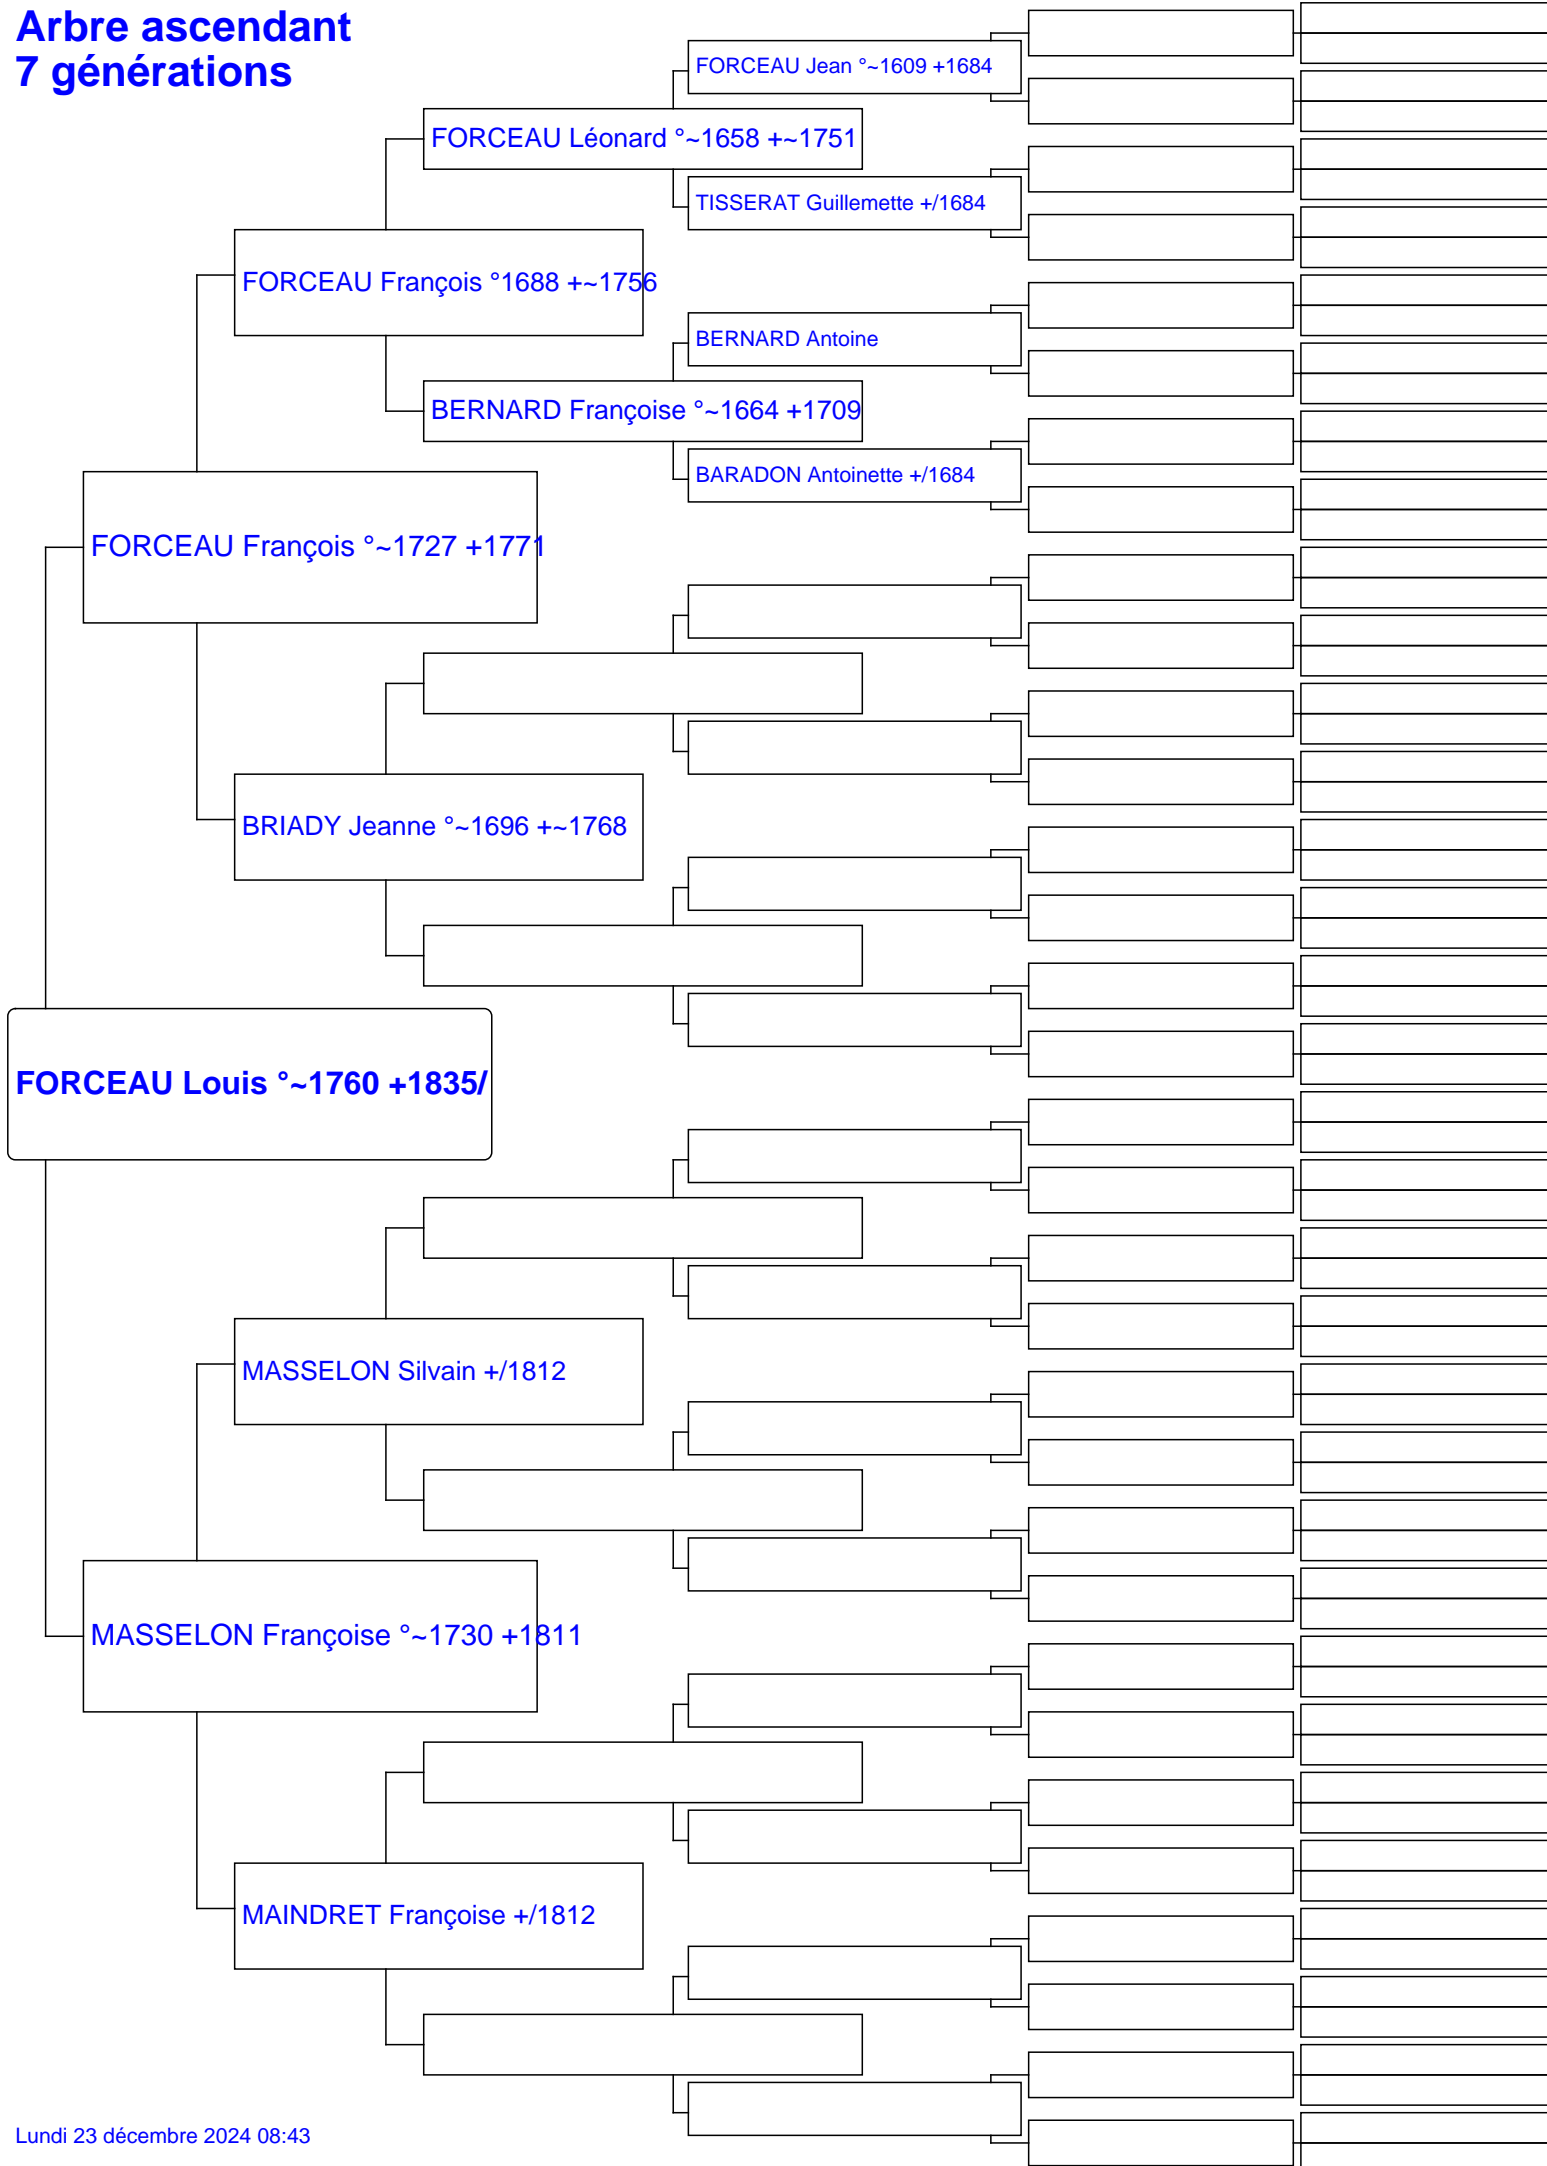 Arbre ascendant
7 générations
FORCEAU Jean °~1609 +1684
FORCEAU Léonard °~1658 +~1751
TISSERAT Guillemette +/1684
FORCEAU François °1688 +~1756
BERNARD Antoine
BERNARD Françoise °~1664 +1709
BARADON Antoinette +/1684
FORCEAU François °~1727 +1771
BRIADY Jeanne °~1696 +~1768
FORCEAU Louis °~1760 +1835/
MASSELON Silvain +/1812
MASSELON Françoise °~1730 +1811
MAINDRET Françoise +/1812
Lundi 23 décembre 2024 08:43